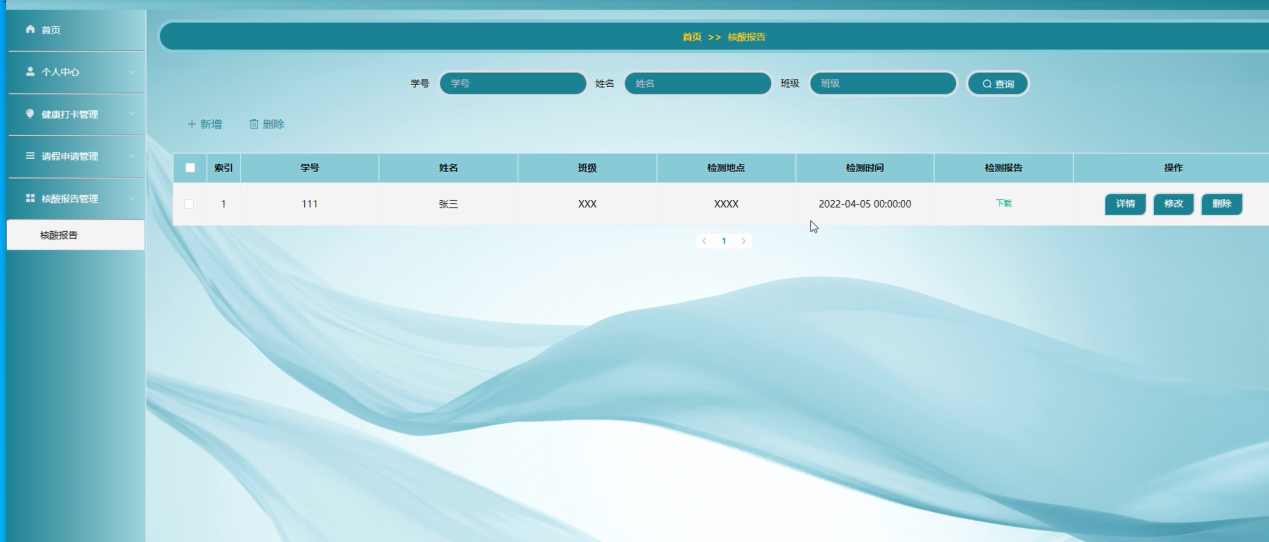 首页
个人中心
健康打卡管理
请假申请管理
核酸报告管理
核酸报告
首页 >> 核酸报告
学号 学号 姓名 姓名 班级 班级 查询
新增 删除
索引 学号 姓名 班级 检测地点 检测时间 检测报告 操作
1 111 张三 XXX XXXX 2022-04-05 00:00:00 下载 详情 修改 删除
1